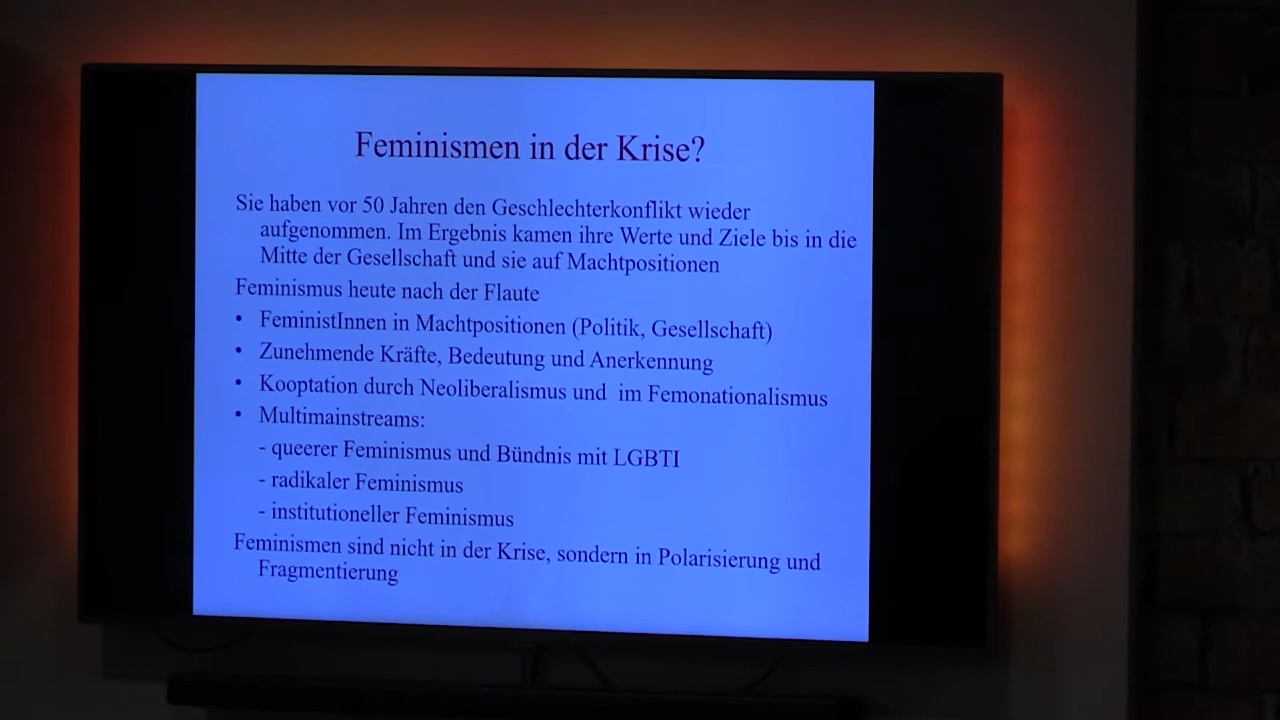 Feminismen in der Krise?
Sie haben vor 50 Jahren den Geschlechterkonflikt wieder
aufgenommen. Im Ergebnis kamen ihre Werte und Ziele bis in die
Mitte der Gesellschaft und sie auf Machtpositionen
Feminismus heute nach der Flaute
• FeministInnen in Machtpositionen (Politik, Gesellschaft)
• Zunehmende Kräfte, Bedeutung und Anerkennung
• Kooptation durch Neoliberalismus und im Femonationalismus
• Multimainstreams:
- queerer Feminismus und Bündnis mit LGBTI
- radikaler Feminismus
- institutioneller Feminismus
Feminismen sind nicht in der Krise, sondern in Polarisierung und
Fragmentierung